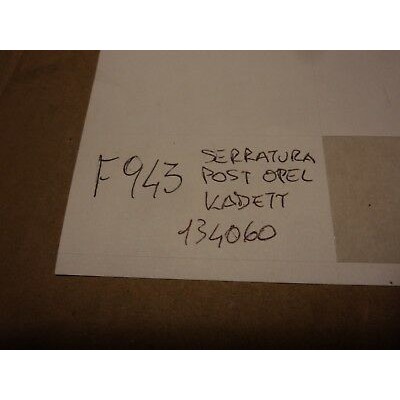 F943 SERRATURA
POST OPEL
KADETT
134060